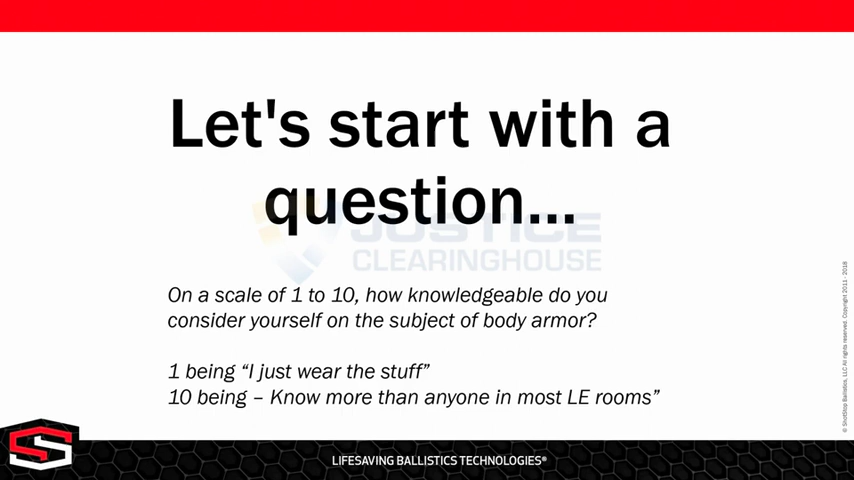 Let's start with a
question...
JUSTICE
CLEARINGHOUSE
On a scale of 1 to 10, how knowledgeable do you
consider yourself on the subject of body armor?
1 being “I just wear the stuff”
10 being – Know more than anyone in most LE rooms”
© ShotStop Ballistics, LLC All rights reserved. Copyright 2011 - 2018
LIFESAVING BALLISTICS TECHNOLOGIES®